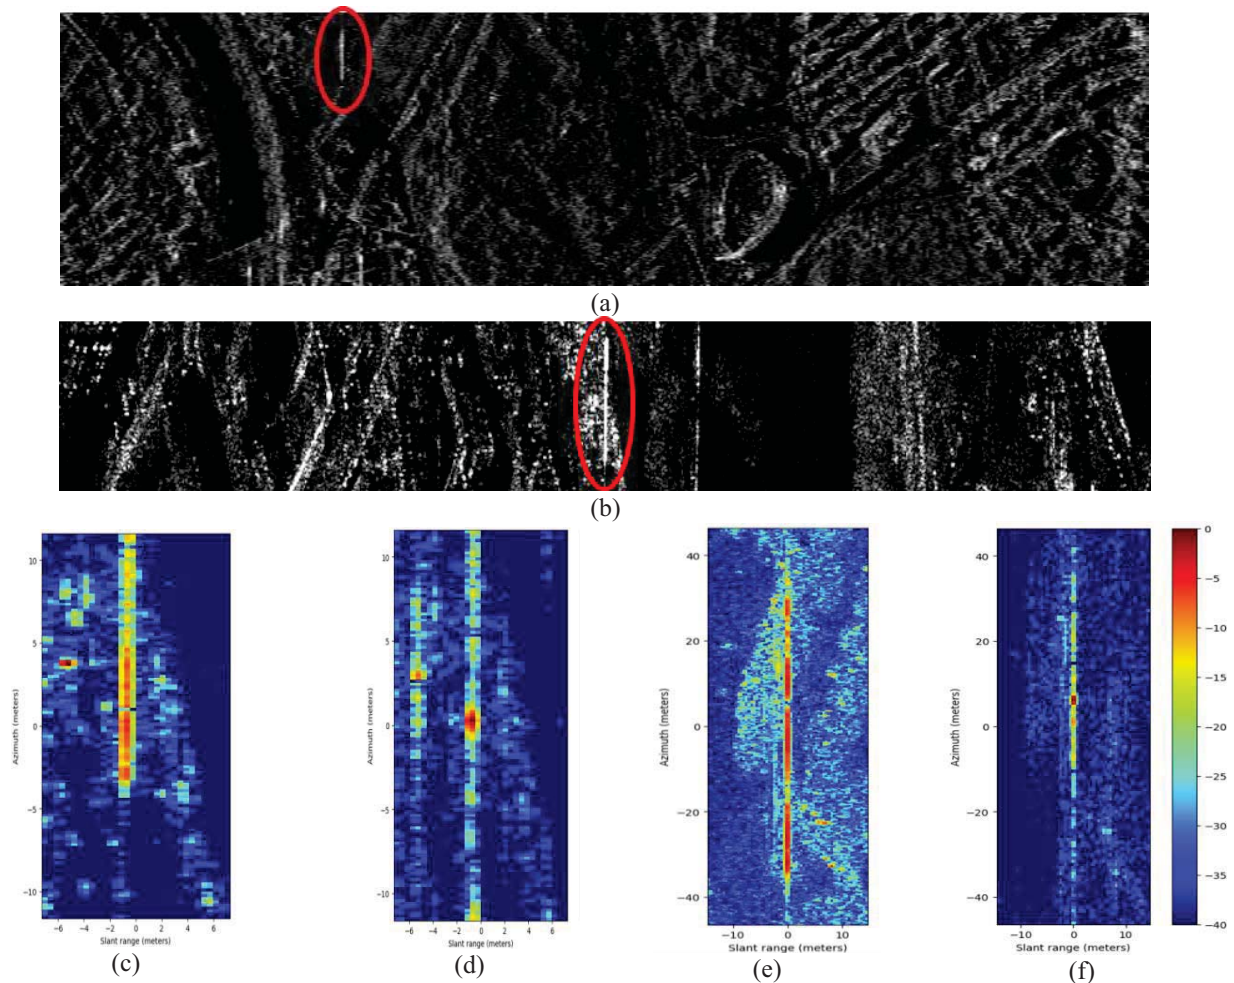 (a)
(b)
10
5
0
−5
−10
Azimuth (meters)
−6 −4 −2 0 2 4 6
Slant range (meters)
(c)
10
5
0
−5
−10
Azimuth (meters)
−6 −4 −2 0 2 4 6
Slant range (meters)
(d)
40
20
0
−20
−40
Azimuth (meters)
−10 0 10
Slant range (meters)
(e)
40
20
0
−20
−40
Azimuth (meters)
−10 0 10
Slant range (meters)
(f)
0
−5
−10
−15
−20
−25
−30
−35
−40